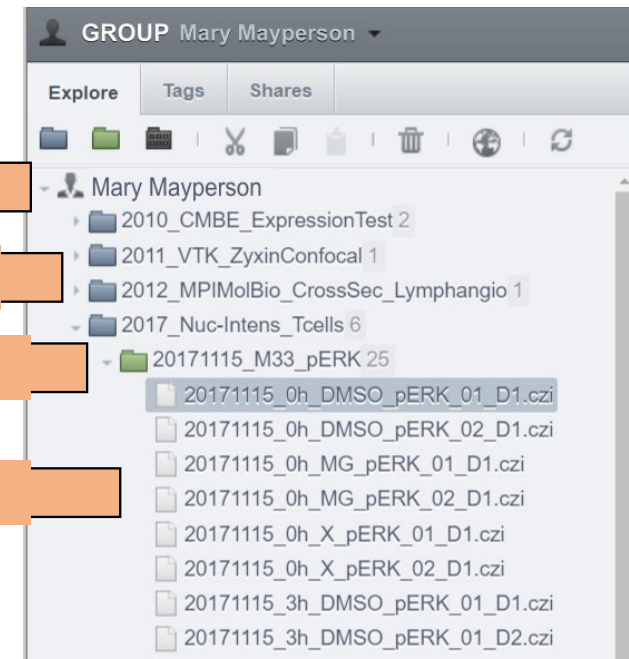 GROUP Mary Mayperson
Explore Tags Shares
Mary Mayperson
2010_CMBE_ExpressionTest 2
2011_VTK_ZyxinConfocal 1
2012_MPIMolBio_CrossSec_Lymphangio 1
2017_Nuc-Intens_Tcells 6
20171115_M33_pERK 25
20171115_0h_DMSO_pERK_01_D1.czi
20171115_0h_DMSO_pERK_02_D1.czi
20171115_0h_MG_pERK_01_D1.czi
20171115_0h_MG_pERK_02_D1.czi
20171115_0h_X_pERK_01_D1.czi
20171115_0h_X_pERK_02_D1.czi
20171115_3h_DMSO_pERK_01_D1.czi
20171115_3h_DMSO_pERK_01_D2.czi